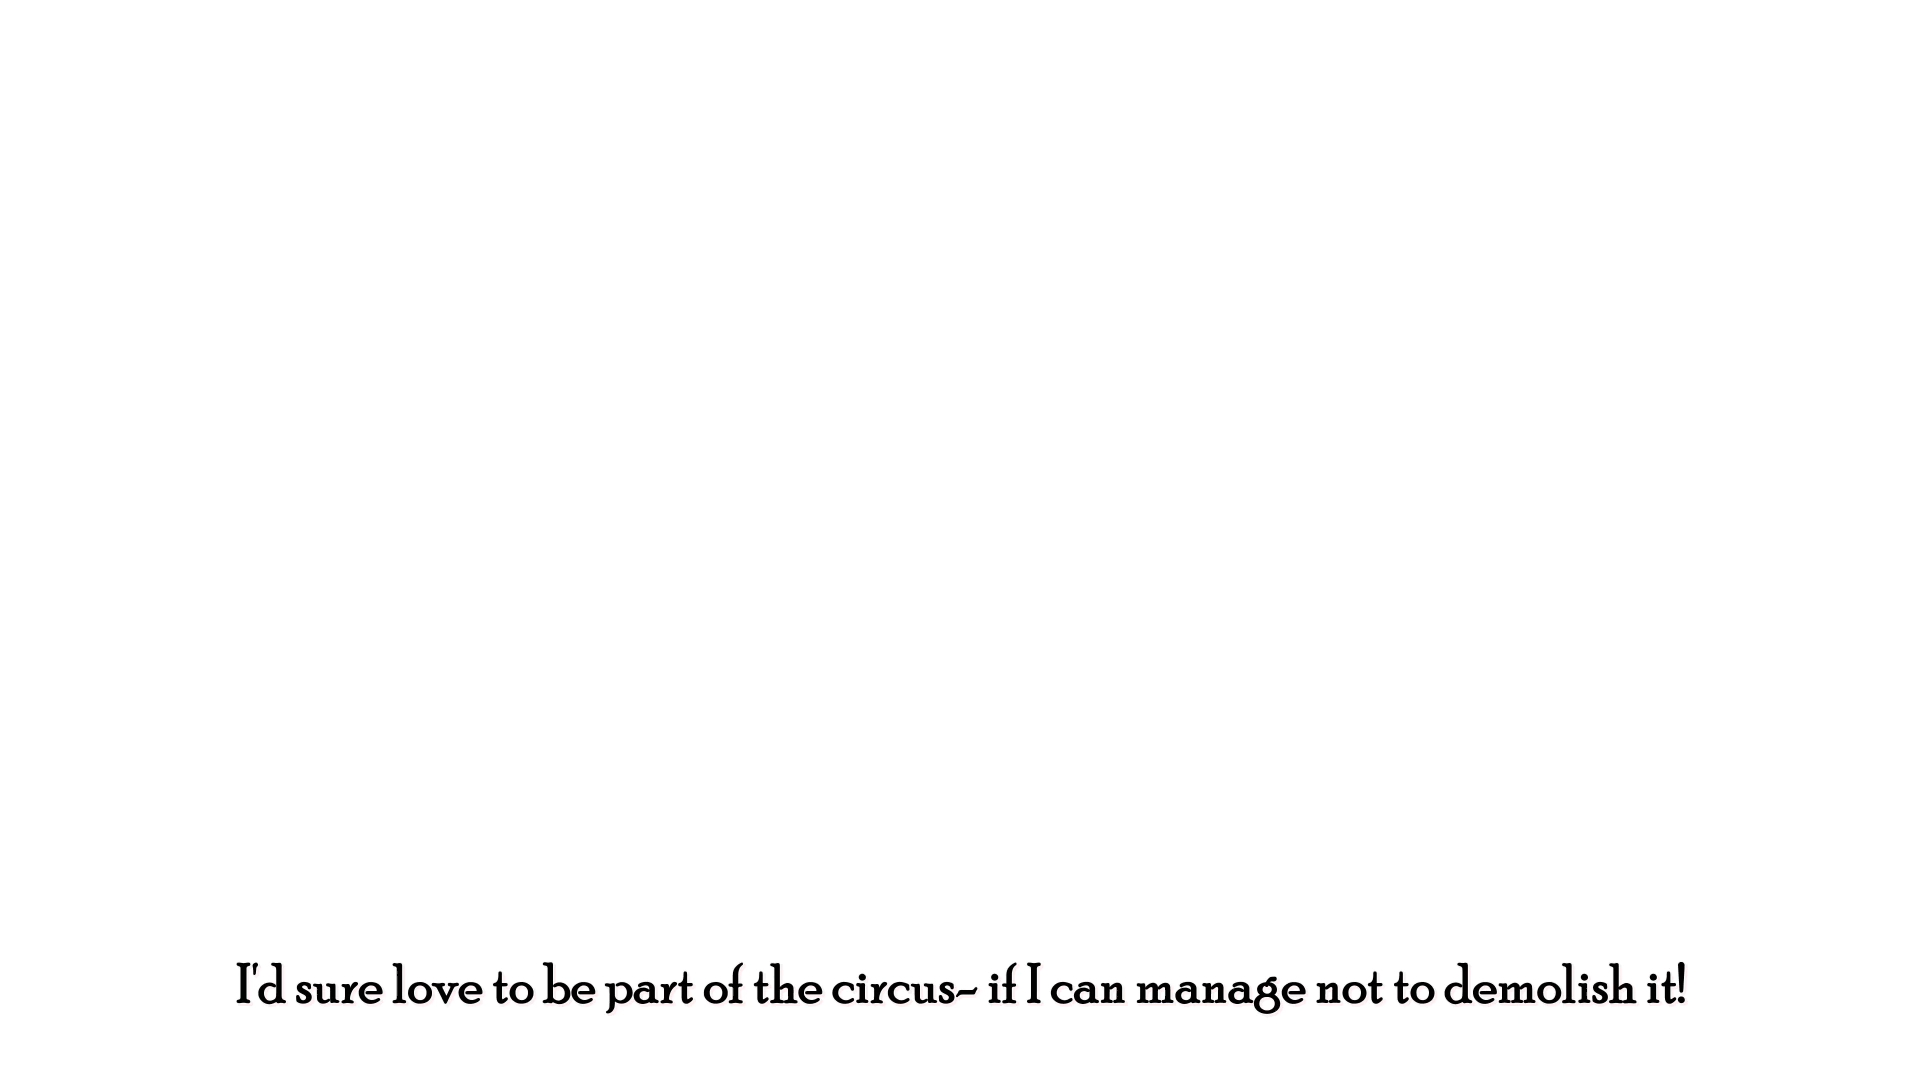 I'd sure love to be part of the circus- if I can manage not to demolish it!